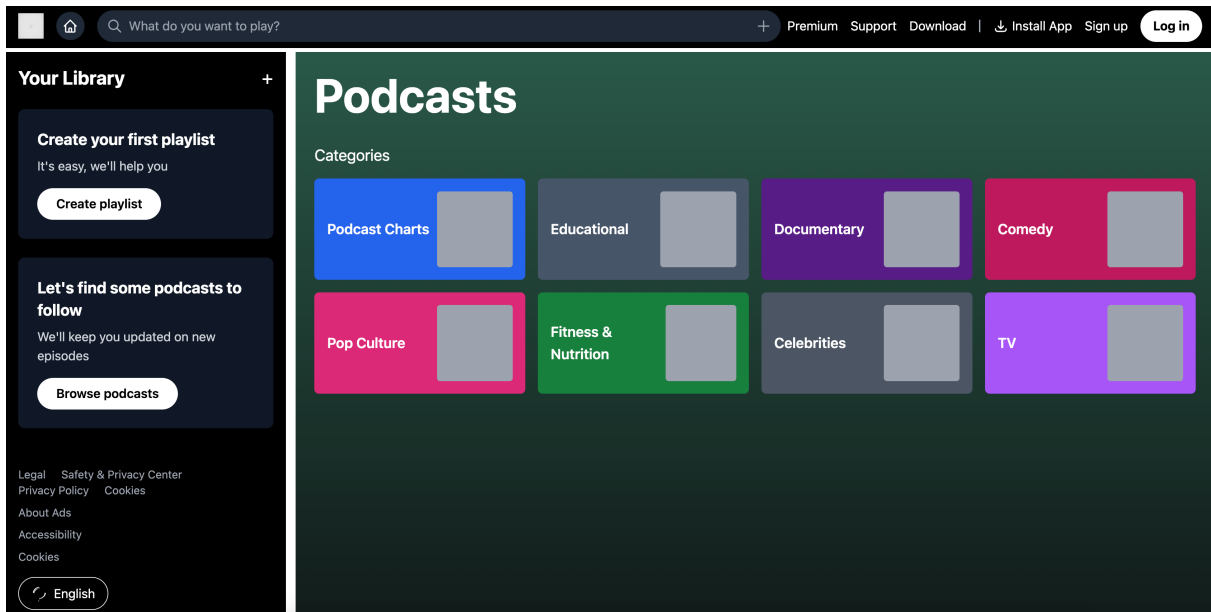 What do you want to play?
Premium Support Download | Install App Sign up Log in
Your Library
Create your first playlist
It's easy, we'll help you
Create playlist
Let's find some podcasts to
follow
We'll keep you updated on new
episodes
Browse podcasts
Legal Safety & Privacy Center
Privacy Policy Cookies
About Ads
Accessibility
Cookies
English
Podcasts
Categories
Podcast Charts
Educational
Documentary
Comedy
Pop Culture
Fitness &
Nutrition
Celebrities
TV